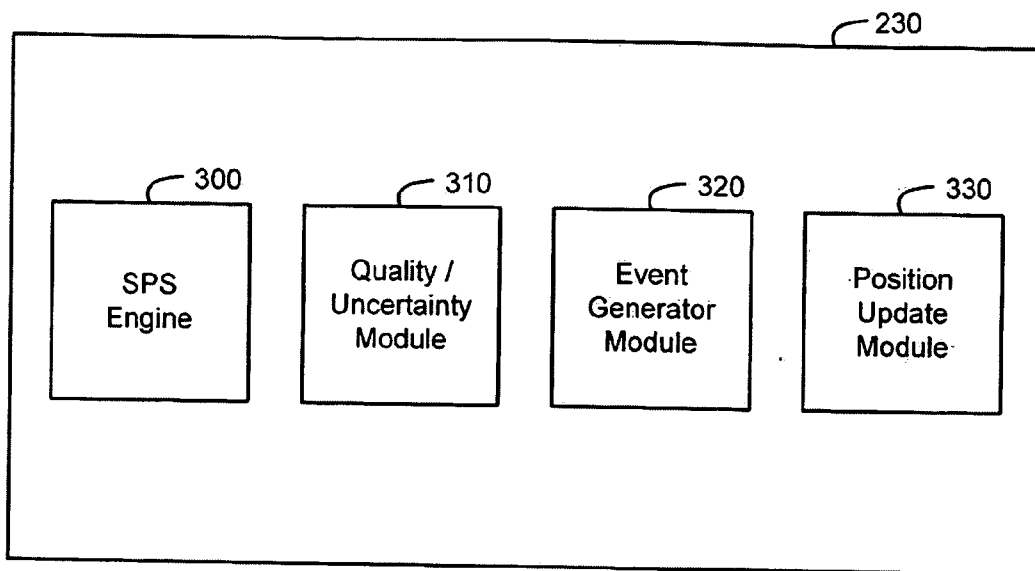 230
300
310
320
330
SPS
Engine
Quality /
Uncertainty
Module
Event
Generator
Module
Position
Update
Module